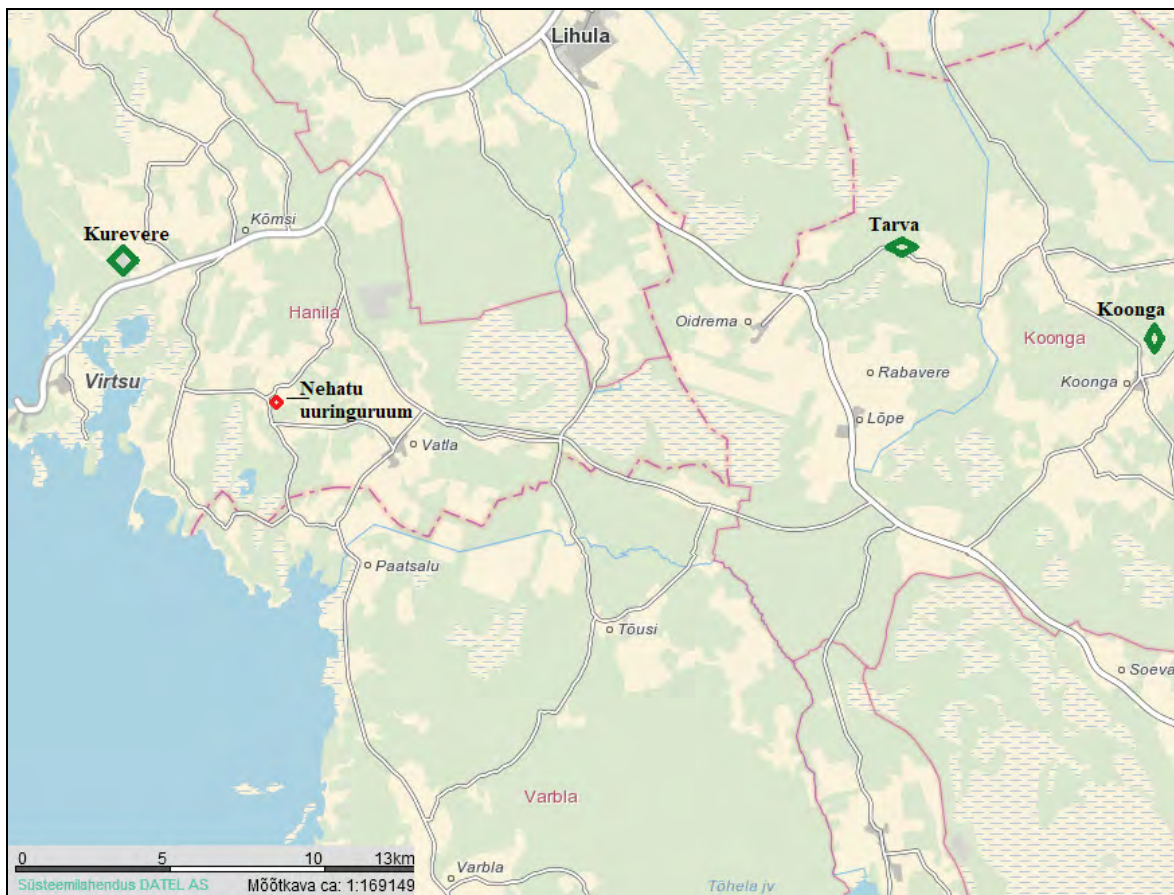 Lihula
Kõmsi
Kurevere
Tarva
Hanila
Oidrema
Koonga
Koonga
Virtsu
Rabavere
Koonga
Nehatu
uuringuruum
Lõpe
Vatla
Paatsalu
Tõusi
Soeva
Varbla
0 5 10 13km
Varbla
Süsteemilahendus DATEL AS Mõõtkava ca: 1:169149
Tõhela jv